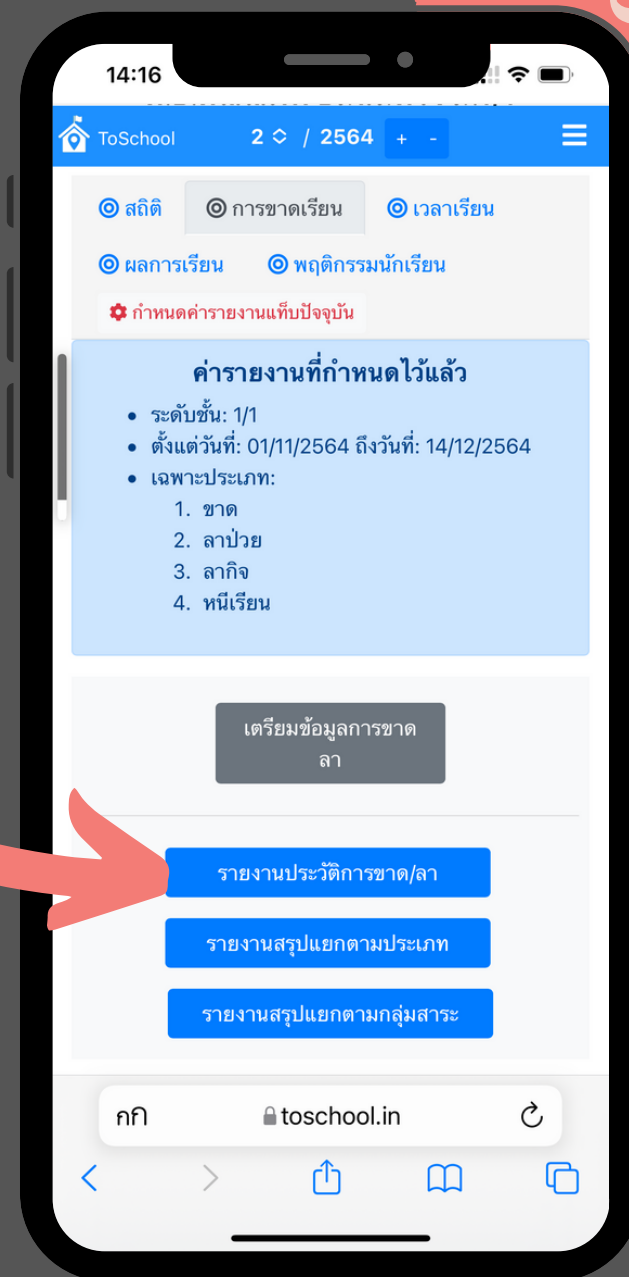 14:16
ToSchool 2 / 2564 + -
สถิติ การขาดเรียน เวลาเรียน
ผลการเรียน พฤติกรรมนักเรียน
กำหนดค่ารายงานแท็บปัจจุบัน
ค่ารายงานที่กำหนดไว้แล้ว
• ระดับชั้น: 1/1
• ตั้งแต่วันที่: 01/11/2564 ถึงวันที่: 14/12/2564
• เฉพาะประเภท:
1. ขาด
2. ลาป่วย
3. ลากิจ
4. หนีเรียน
เตรียมข้อมูลการขาด
ลา
รายงานประวัติการขาด/ลา
รายงานสรุปแยกตามประเภท
รายงานสรุปแยกตามกลุ่มสาระ
กก toschool.in